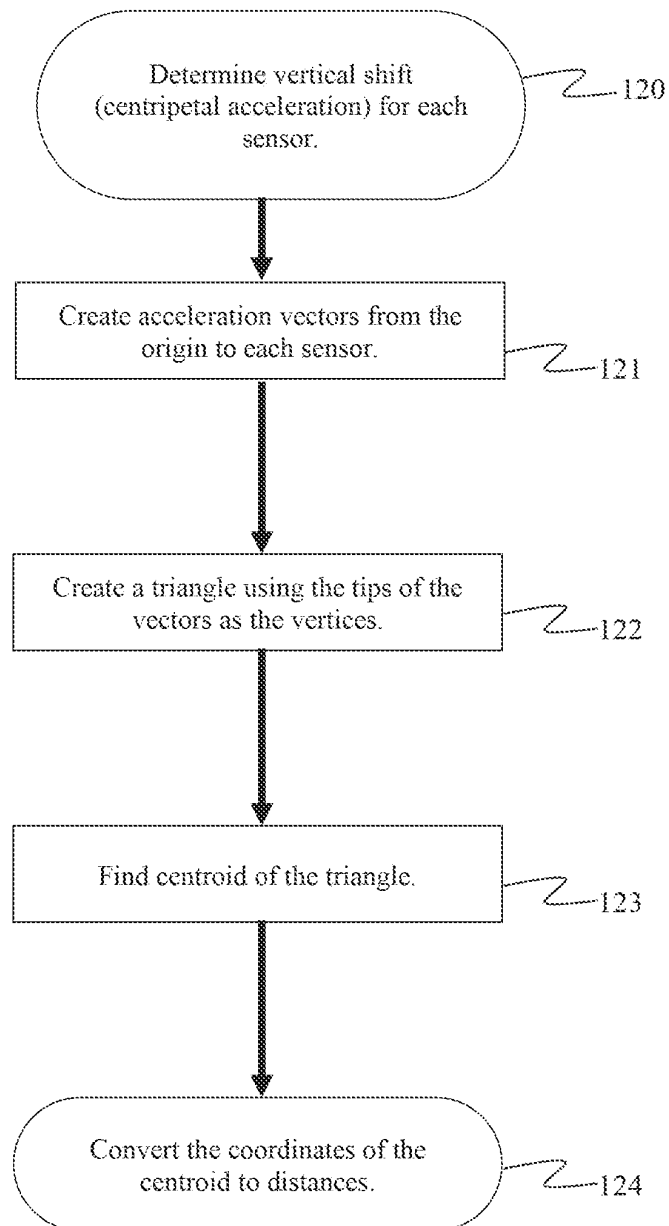 Determine vertical shift
(centripetal acceleration) for each
sensor.
120
Create acceleration vectors from the
origin to each sensor.
121
Create a triangle using the tips of the
vectors as the vertices.
122
Find centroid of the triangle.
123
Convert the coordinates of the
centroid to distances.
124